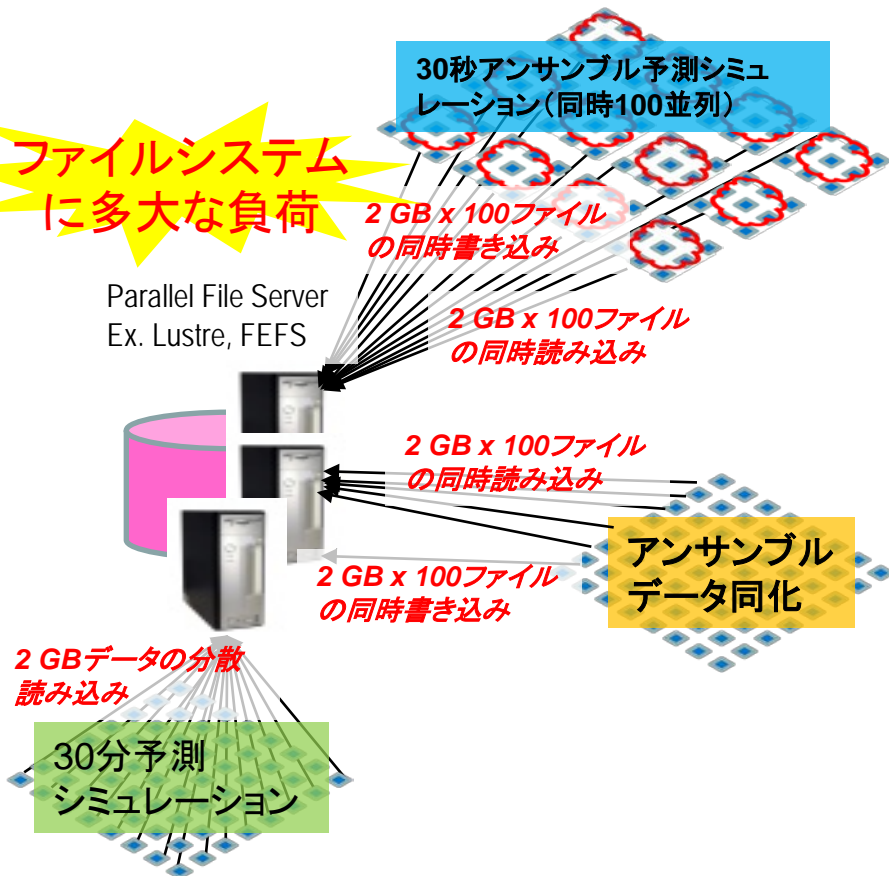 30秒アンサンブル予測シミュ
レーション（同時100並列）
ファイルシステム
に多大な負荷
2 GB x 100ファイル
の同時書き込み
Parallel File Server
Ex. Lustre, FEFS
2 GB x 100ファイル
の同時読み込み
2 GB x 100ファイル
の同時読み込み
アンサンブル
データ同化
2 GB x 100ファイル
の同時書き込み
2 GBデータの分散
読み込み
30分予測
シミュレーション